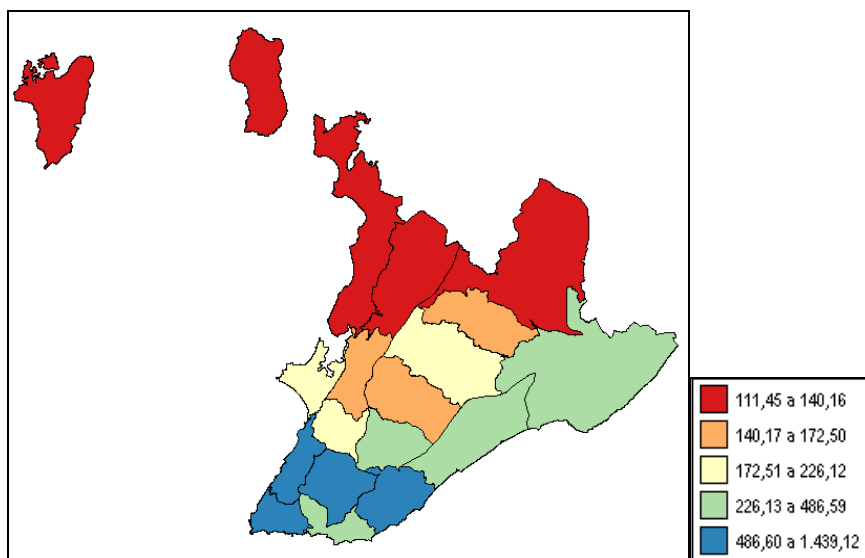 111,45 a 140,16
140,17 a 172,50
172,51 a 226,12
226,13 a 486,59
486,60 a 1.439,12